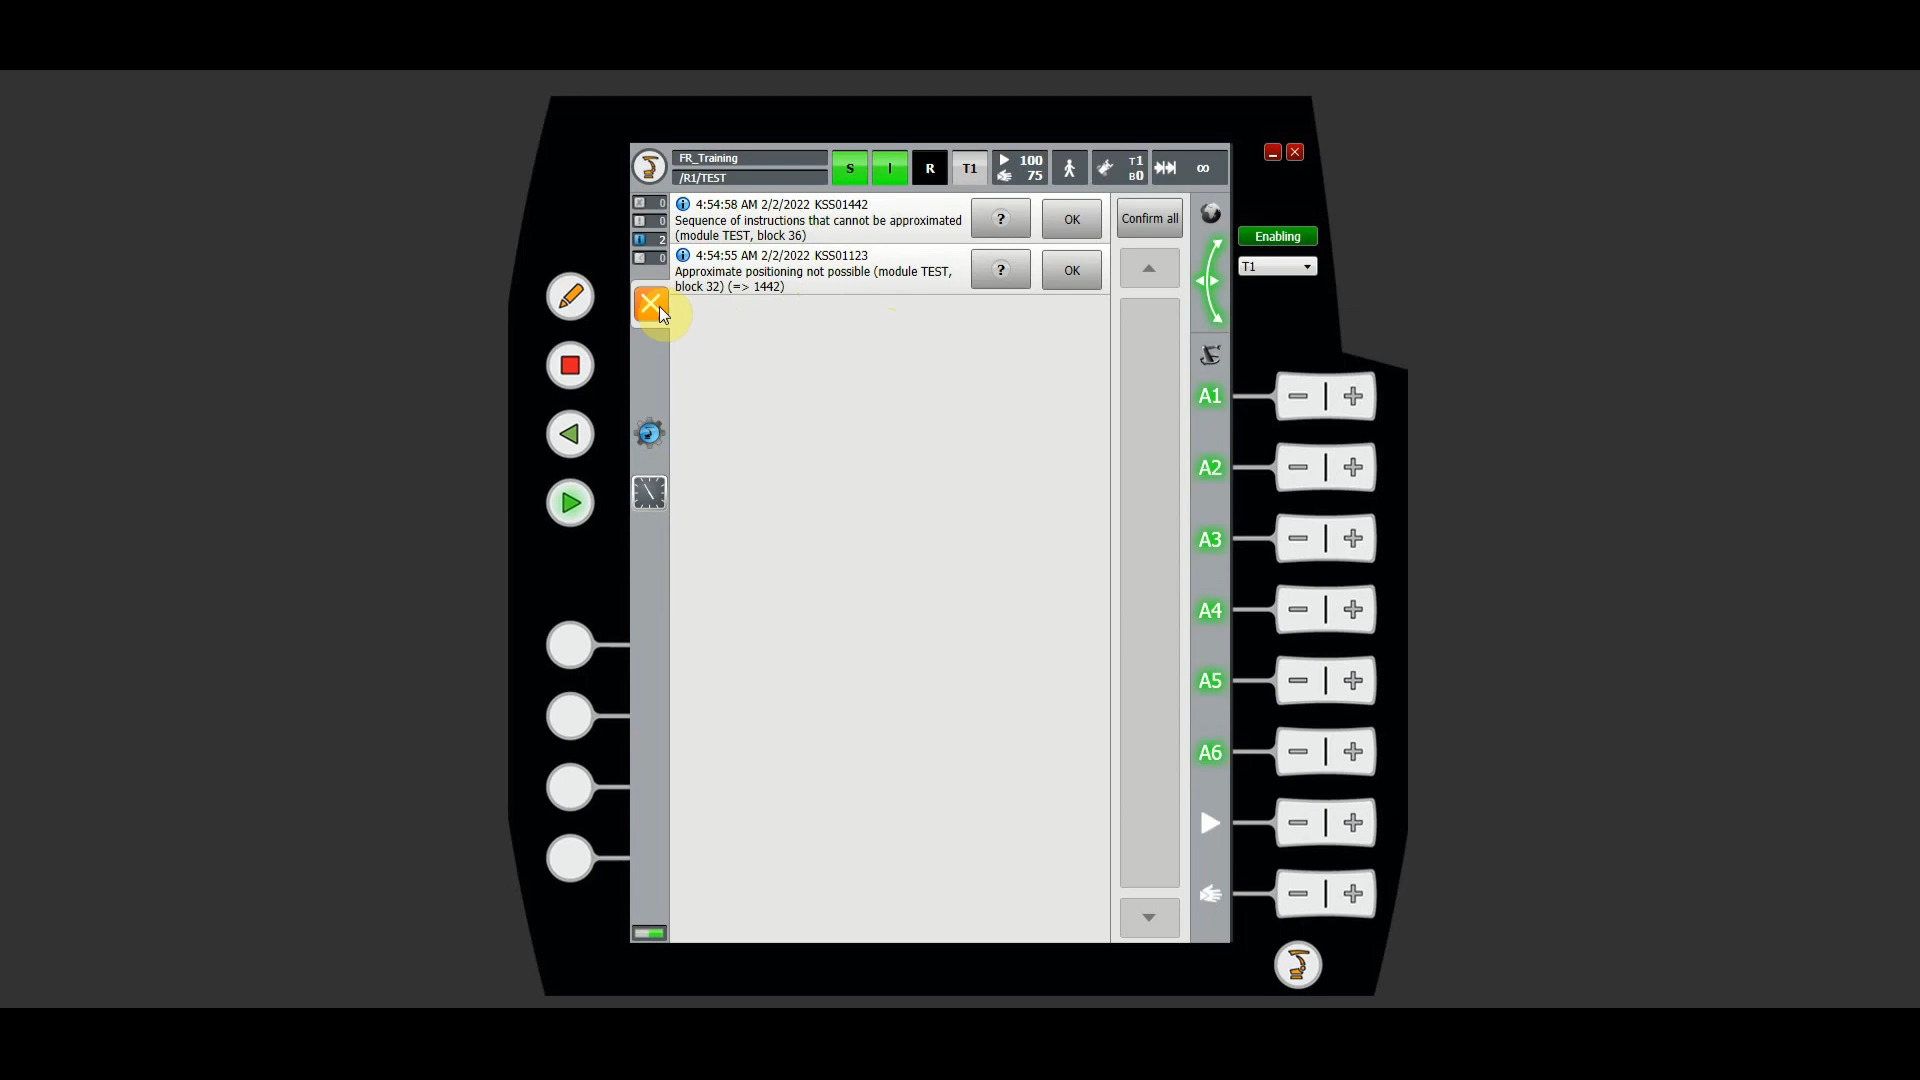 FR_Training
/R1/TEST
S
I
R
T1
100
75
T1
B0
∞
0
0
2
0
4:54:58 AM 2/2/2022 KSS01442
Sequence of instructions that cannot be approximated
(module TEST, block 36)
?
OK
Confirm all
4:54:55 AM 2/2/2022 KSS01123
Approximate positioning not possible (module TEST,
block 32) (=> 1442)
?
OK
Enabling
T1
A1
A2
A3
A4
A5
A6